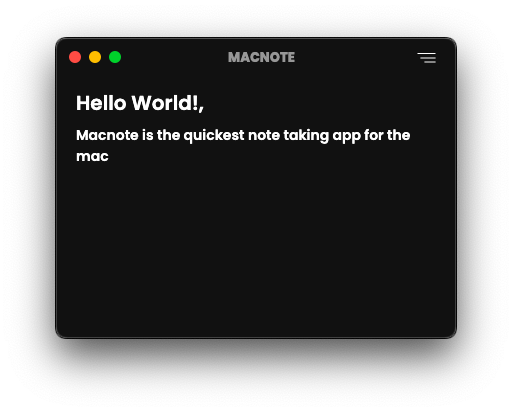 MACNOTE
Hello World!,
Macnote is the quickest note taking app for the
mac